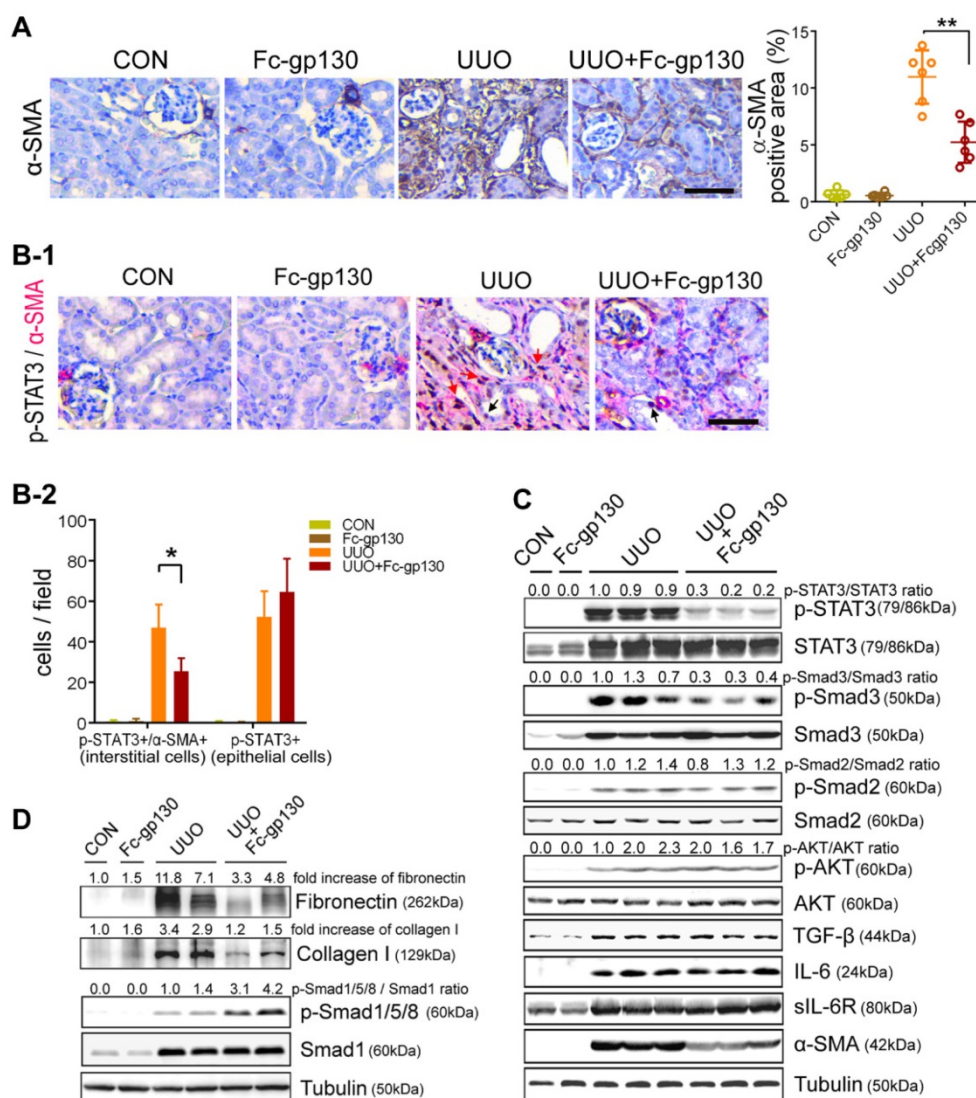 A
CON
Fc-gp130
UUO
UUO+Fc-gp130
α-SMA
α-SMA
positive area (%)
15
10
5
0
**
CON
Fc-gp130
UUO
UUO+Fcgp130
B-1
CON
Fc-gp130
UUO
UUO+Fc-gp130
p-STAT3 / α-SMA
B-2
cells / field
100
80
60
40
20
0
*
CON
Fc-gp130
UUO
UUO+Fc-gp130
p-STAT3+/α-SMA+
(interstitial cells)
p-STAT3+
(epithelial cells)
C
CON
Fc-gp130
UUO
UUO
+
Fc-gp130
0.0 0.0 1.0 0.9 0.9 0.3 0.2 0.2 p-STAT3/STAT3 ratio
p-STAT3(79/86kDa)
STAT3 (79/86kDa)
0.0 0.0 1.0 1.3 0.7 0.3 0.3 0.4 p-Smad3/Smad3 ratio
p-Smad3 (50kDa)
Smad3 (50kDa)
0.0 0.0 1.0 1.2 1.4 0.8 1.3 1.2 p-Smad2/Smad2 ratio
p-Smad2 (60kDa)
Smad2 (60kDa)
0.0 0.0 1.0 2.0 2.3 2.0 1.6 1.7 p-AKT/AKT ratio
p-AKT(60kDa)
AKT (60kDa)
TGF-β (44kDa)
IL-6 (24kDa)
sIL-6R (80kDa)
α-SMA (42kDa)
Tubulin (50kDa)
D
CON
Fc-gp130
UUO
UUO
+
Fc-gp130
1.0 1.5 11.8 7.1 3.3 4.8 fold increase of fibronectin
Fibronectin (262kDa)
1.0 1.6 3.4 2.9 1.2 1.5 fold increase of collagen I
Collagen I (129kDa)
0.0 0.0 1.0 1.4 3.1 4.2 p-Smad1/5/8 / Smad1 ratio
p-Smad1/5/8 (60kDa)
Smad1 (60kDa)
Tubulin (50kDa)